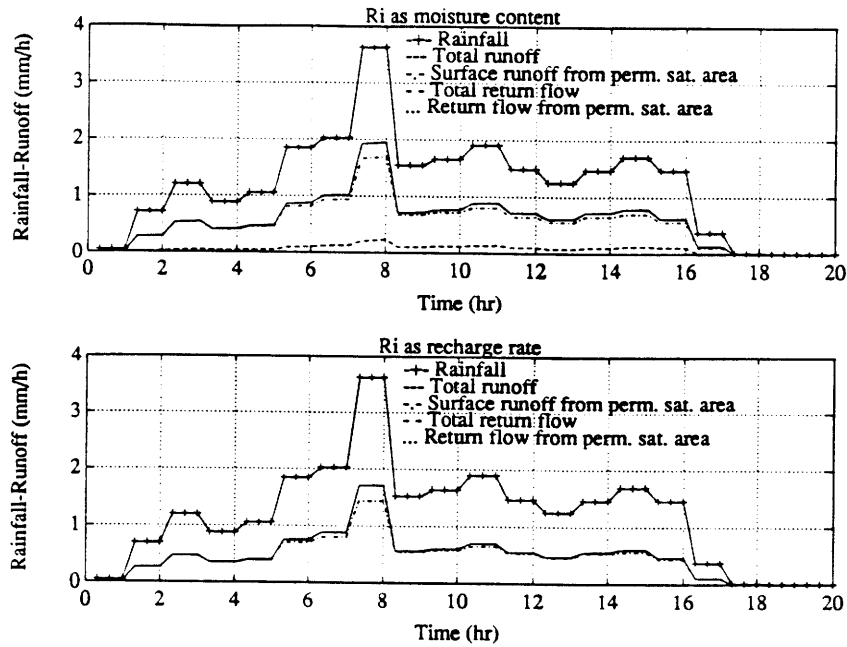 Ri as moisture content
4
3
2
1
0
Rainfall-Runoff (mm/h)
Rainfall
Total runoff
Surface runoff from perm. sat. area
Total return flow
... Return flow from perm. sat. area
0 2 4 6 8 10 12 14 16 18 20
Time (hr)
Ri as recharge rate
4
3
2
1
0
Rainfall-Runoff (mm/h)
Rainfall
Total runoff
Surface runoff from perm. sat. area
Total return flow
... Return flow from perm. sat. area
0 2 4 6 8 10 12 14 16 18 20
Time (hr)